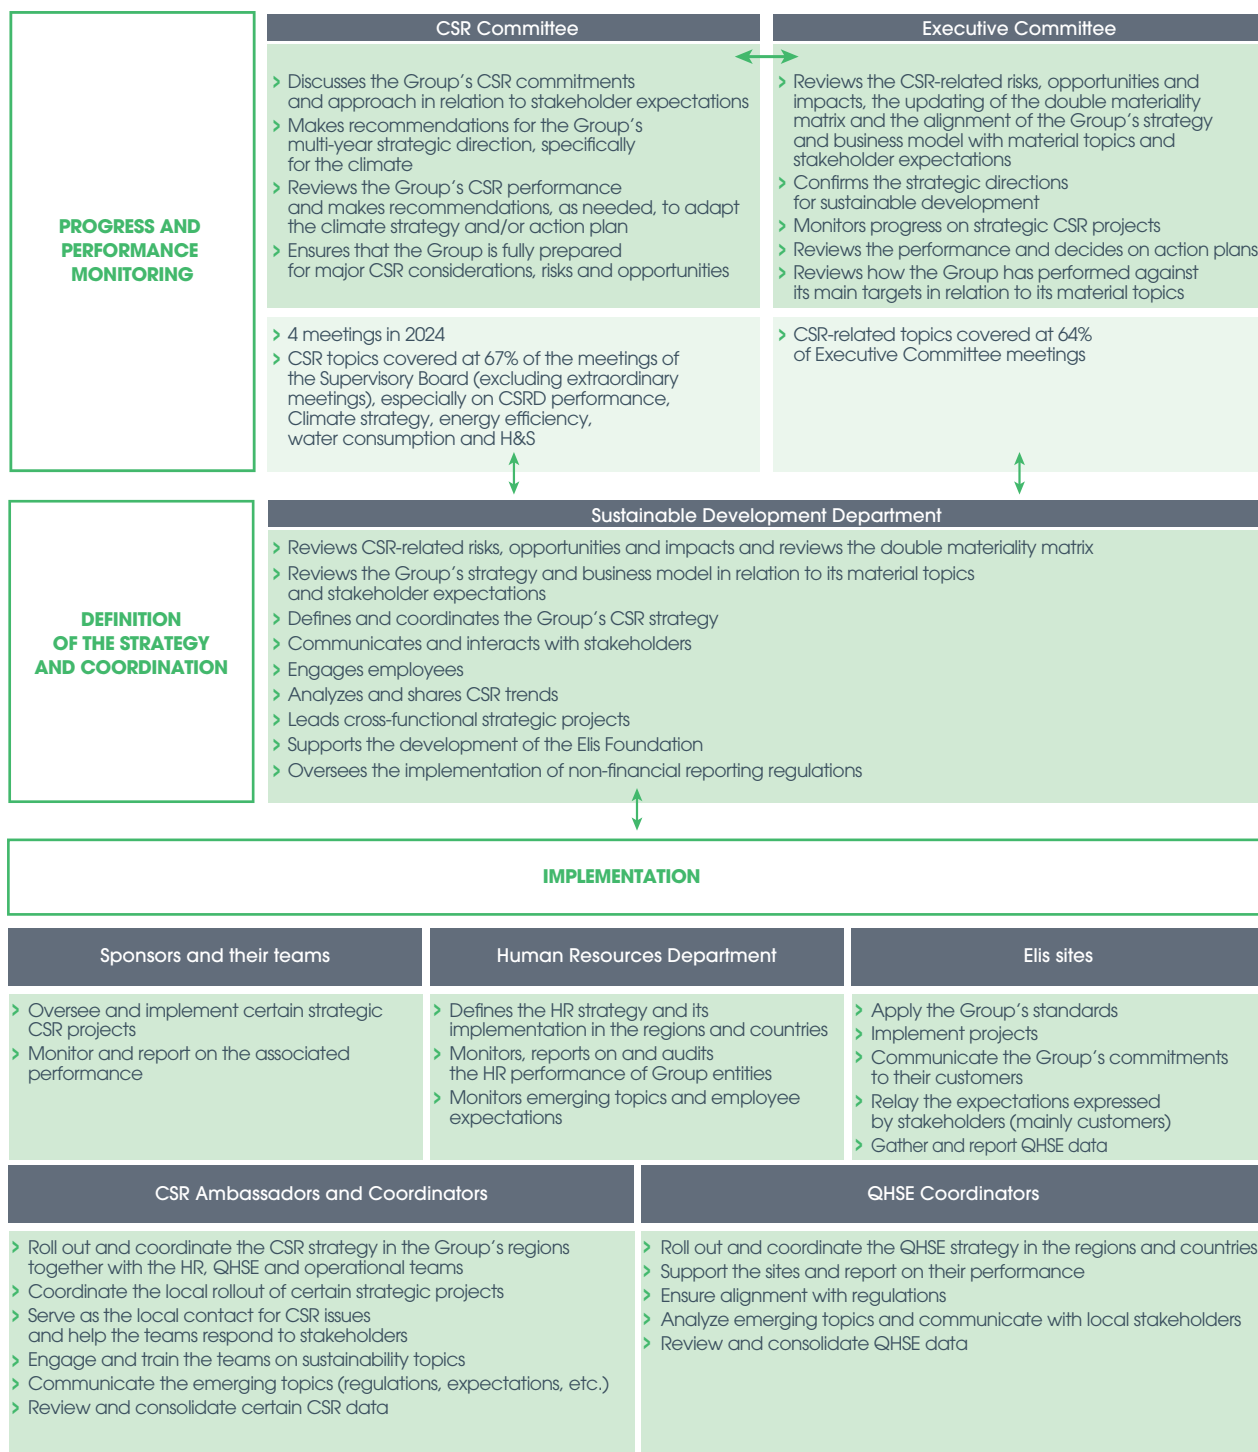 PROGRESS AND
PERFORMANCE
MONITORING
CSR Committee
› Discusses the Group's CSR commitments
and approach in relation to stakeholder expectations
› Makes recommendations for the Group's
multi-year strategic direction, specifically
for the climate
› Reviews the Group's CSR performance
and makes recommendations, as needed, to adapt
the climate strategy and/or action plan
› Ensures that the Group is fully prepared
for major CSR considerations, risks and opportunities
› 4 meetings in 2024
› CSR topics covered at 67% of the meetings of
the Supervisory Board (excluding extraordinary
meetings), especially on CSRD performance,
Climate strategy, energy efficiency,
water consumption and H&S
Executive Committee
› Reviews the CSR-related risks, opportunities and
impacts, the updating of the double materiality
matrix and the alignment of the Group's strategy
and business model with material topics and
stakeholder expectations
› Confirms the strategic directions
for sustainable development
› Monitors progress on strategic CSR projects
› Reviews the performance and decides on action plans
› Reviews how the Group has performed against
its main targets in relation to its material topics
› CSR-related topics covered at 64%
of Executive Committee meetings
DEFINITION
OF THE STRATEGY
AND COORDINATION
Sustainable Development Department
› Reviews CSR-related risks, opportunities and impacts and reviews the double materiality matrix
› Reviews the Group's strategy and business model in relation to its material topics
and stakeholder expectations
› Defines and coordinates the Group's CSR strategy
› Communicates and interacts with stakeholders
› Engages employees
› Analyzes and shares CSR trends
› Leads cross-functional strategic projects
› Supports the development of the Elis Foundation
› Oversees the implementation of non-financial reporting regulations
IMPLEMENTATION
Sponsors and their teams
› Oversee and implement certain strategic
CSR projects
› Monitor and report on the associated
performance
Human Resources Department
› Defines the HR strategy and its
implementation in the regions and countries
› Monitors, reports on and audits
the HR performance of Group entities
› Monitors emerging topics and employee
expectations
Elis sites
› Apply the Group's standards
› Implement projects
› Communicate the Group's commitments
to their customers
› Relay the expectations expressed
by stakeholders (mainly customers)
› Gather and report QHSE data
CSR Ambassadors and Coordinators
› Roll out and coordinate the CSR strategy in the Group's regions
together with the HR, QHSE and operational teams
› Coordinate the local rollout of certain strategic projects
› Serve as the local contact for CSR issues
and help the teams respond to stakeholders
› Engage and train the teams on sustainability topics
› Communicate the emerging topics (regulations, expectations, etc.)
› Review and consolidate certain CSR data
QHSE Coordinators
› Roll out and coordinate the QHSE strategy in the regions and countries
› Support the sites and report on their performance
› Ensure alignment with regulations
› Analyze emerging topics and communicate with local stakeholders
› Review and consolidate QHSE data